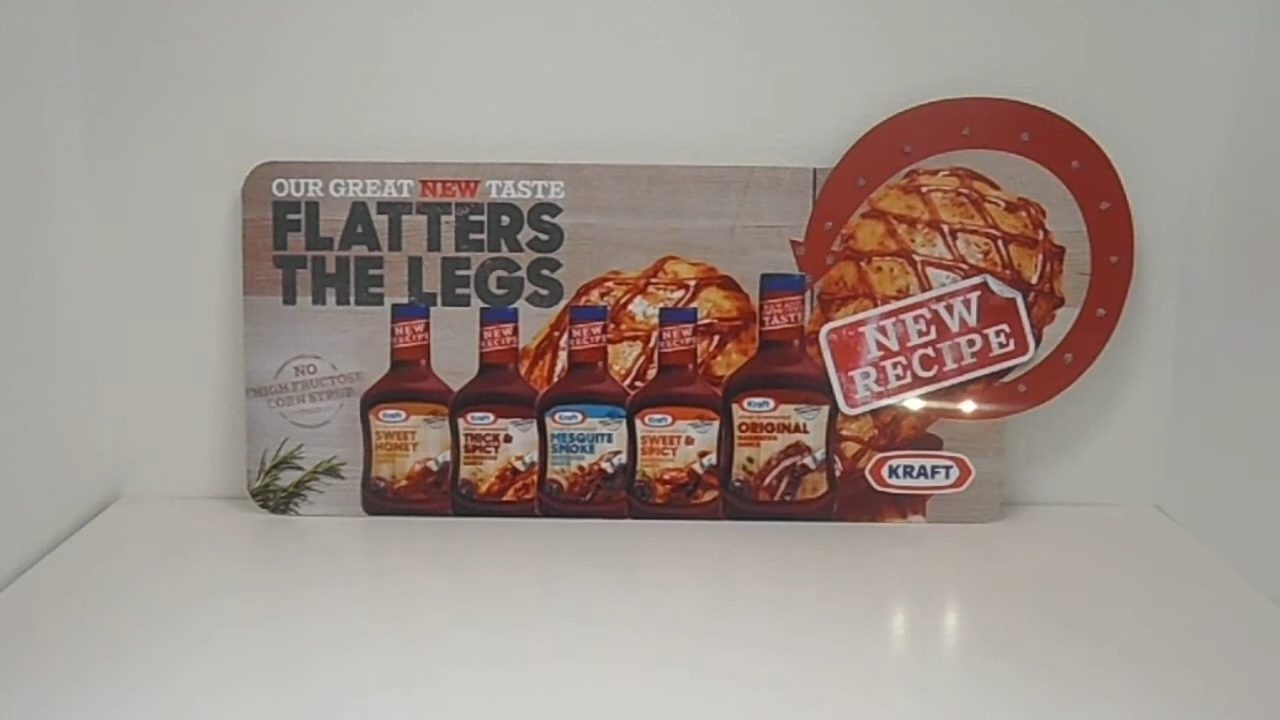 OUR GREAT NEW TASTE
FLATTERS
THE LEGS
NO
HIGH FRUCTOSE
CORN SYRUP
NEW
RECIPE
Kraft
SWEET
HONEY
NEW
RECIPE
Kraft
THICK &
SPICY
NEW
RECIPE
Kraft
MESQUITE
SMOKE
NEW
RECIPE
Kraft
SWEET &
SPICY
TASTE
Kraft
ORIGINAL
BARBECUE
SAUCE
NEW
RECIPE
KRAFT